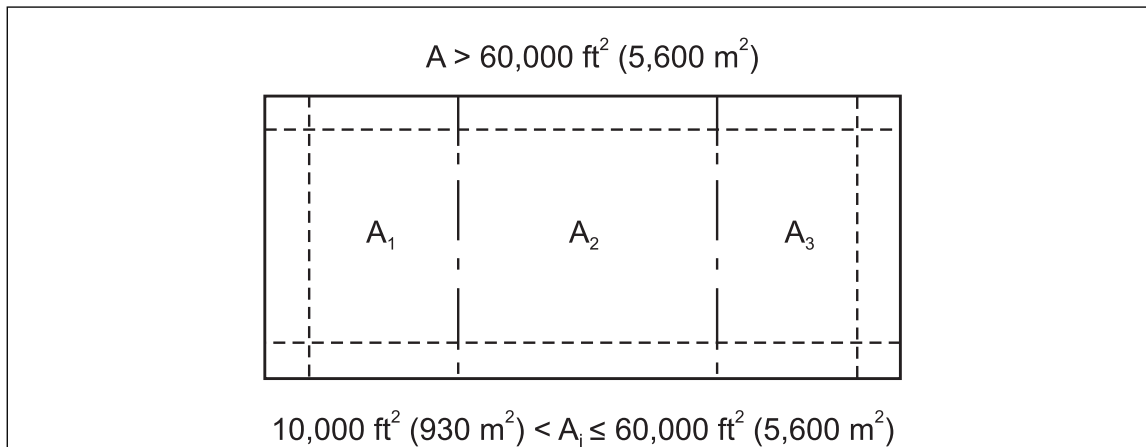 A > 60,000 ft² (5,600 m²)
A₁ A₂ A₃
10,000 ft² (930 m²) < Aᵢ ≤ 60,000 ft² (5,600 m²)